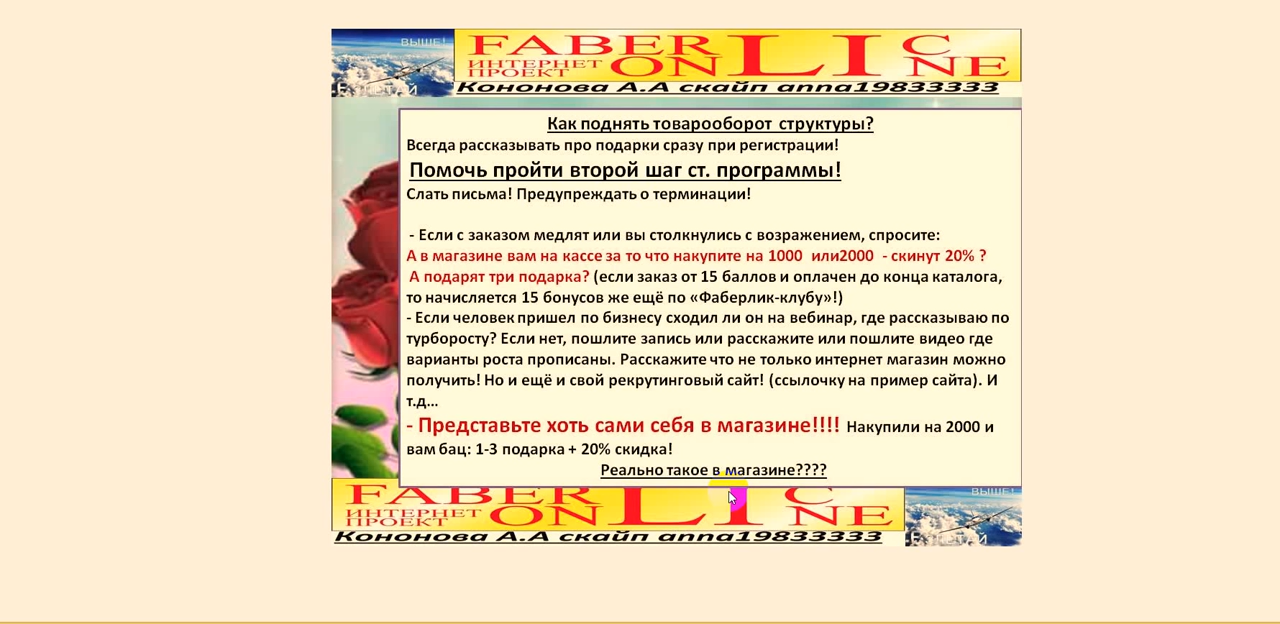 ВЫШЕ!
FABERLIC
ИНТЕРНЕТ ONLINE
ПРОЕКТ
Кононова А.А скайп anna19833333
Как поднять товарооборот структуры?
Всегда рассказывать про подарки сразу при регистрации!
Помочь пройти второй шаг ст. программы!
Слать письма! Предупреждать о терминации!
- Если с заказом медлят или вы столкнулись с возражением, спросите:
А в магазине вам на кассе за то что накупите на 1000 или2000 - скинут 20% ?
А подарят три подарка? (если заказ от 15 баллов и оплачен до конца каталога,
то начисляется 15 бонусов же ещё по «Фаберлик-клубу»!)
- Если человек пришел по бизнесу сходил ли он на вебинар, где рассказываю по
турборосту? Если нет, пошлите запись или расскажите или пошлите видео где
варианты роста прописаны. Расскажите что не только интернет магазин можно
получить! Но и ещё и свой рекрутинговый сайт! (ссылочку на пример сайта). И
т.д...
- Представьте хоть сами себя в магазине!!!! Накупили на 2000 и
вам бац: 1-3 подарка + 20% скидка!
Реально такое в магазине????
FABERLIC
ВЫШЕ!
ИНТЕРНЕТ ONLINE
ПРОЕКТ
Кононова А.А скайп anna19833333